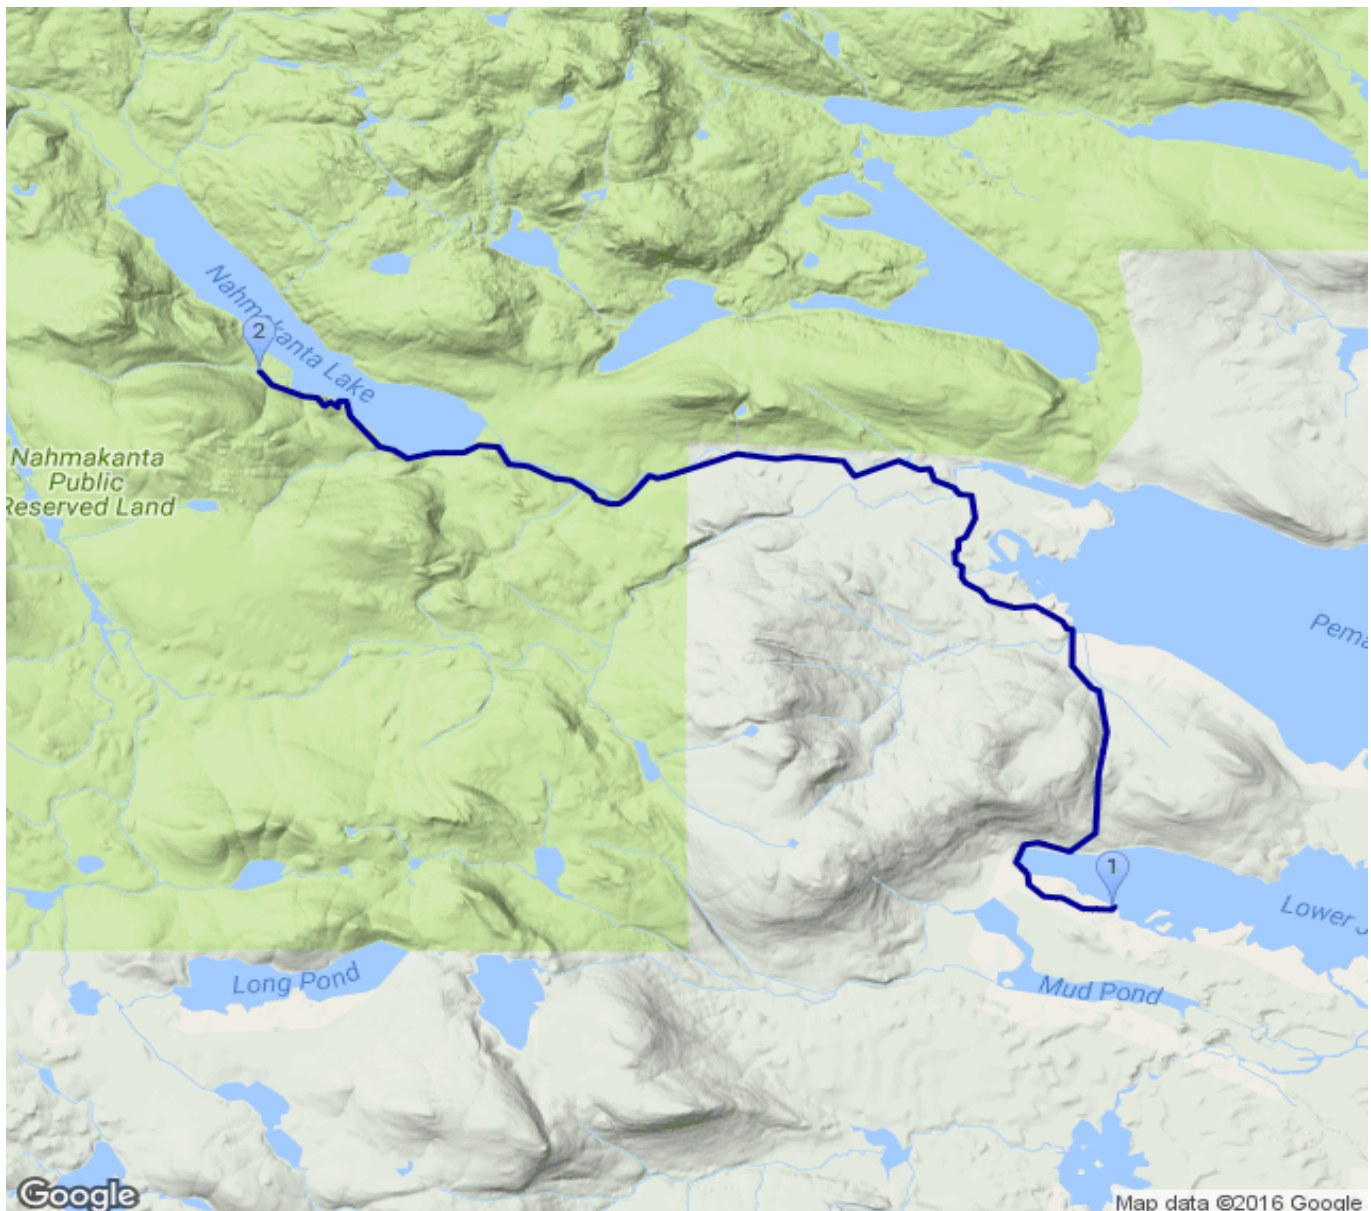 Nahmakanta Lake
2
Nahmakanta
Public
Reserved Land
Pema
1
Lower J
Long Pond
Mud Pond
Google
Map data ©2016 Google